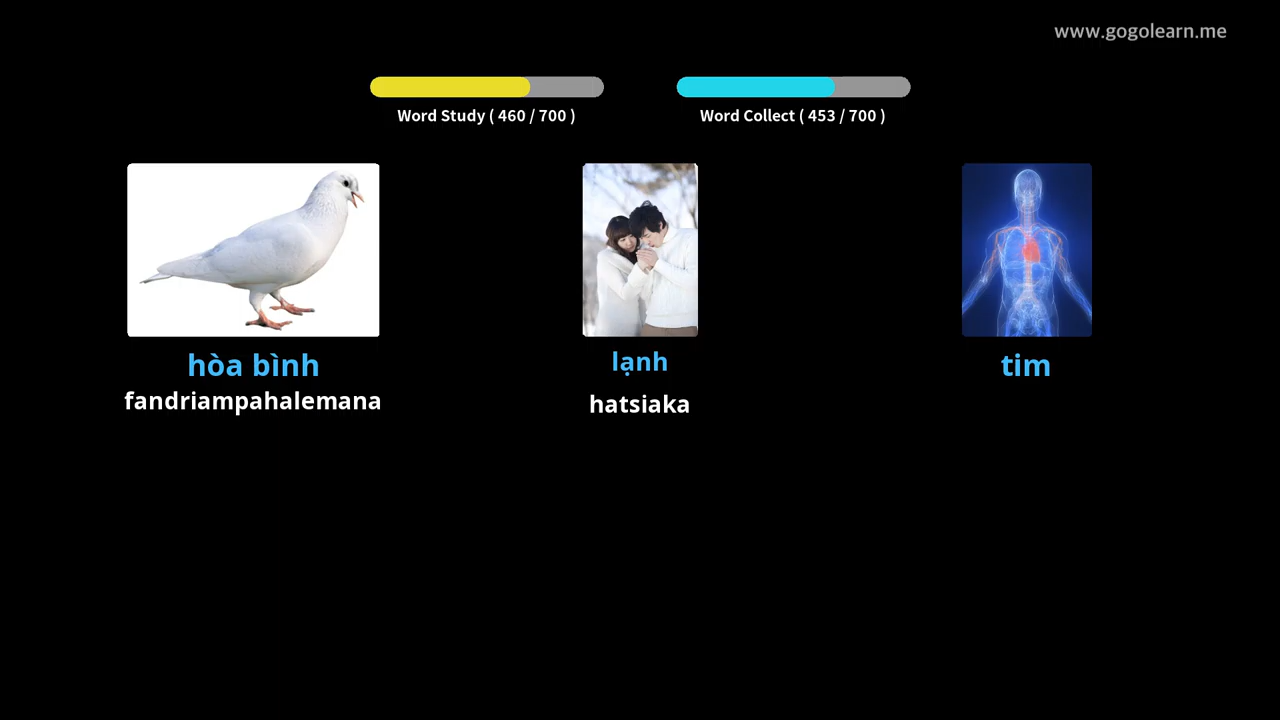 www.gogolearn.me
Word Study ( 460 / 700 )
Word Collect ( 453 / 700 )
hòa bình
fandriampahalemana
lạnh
hatsiaka
tim